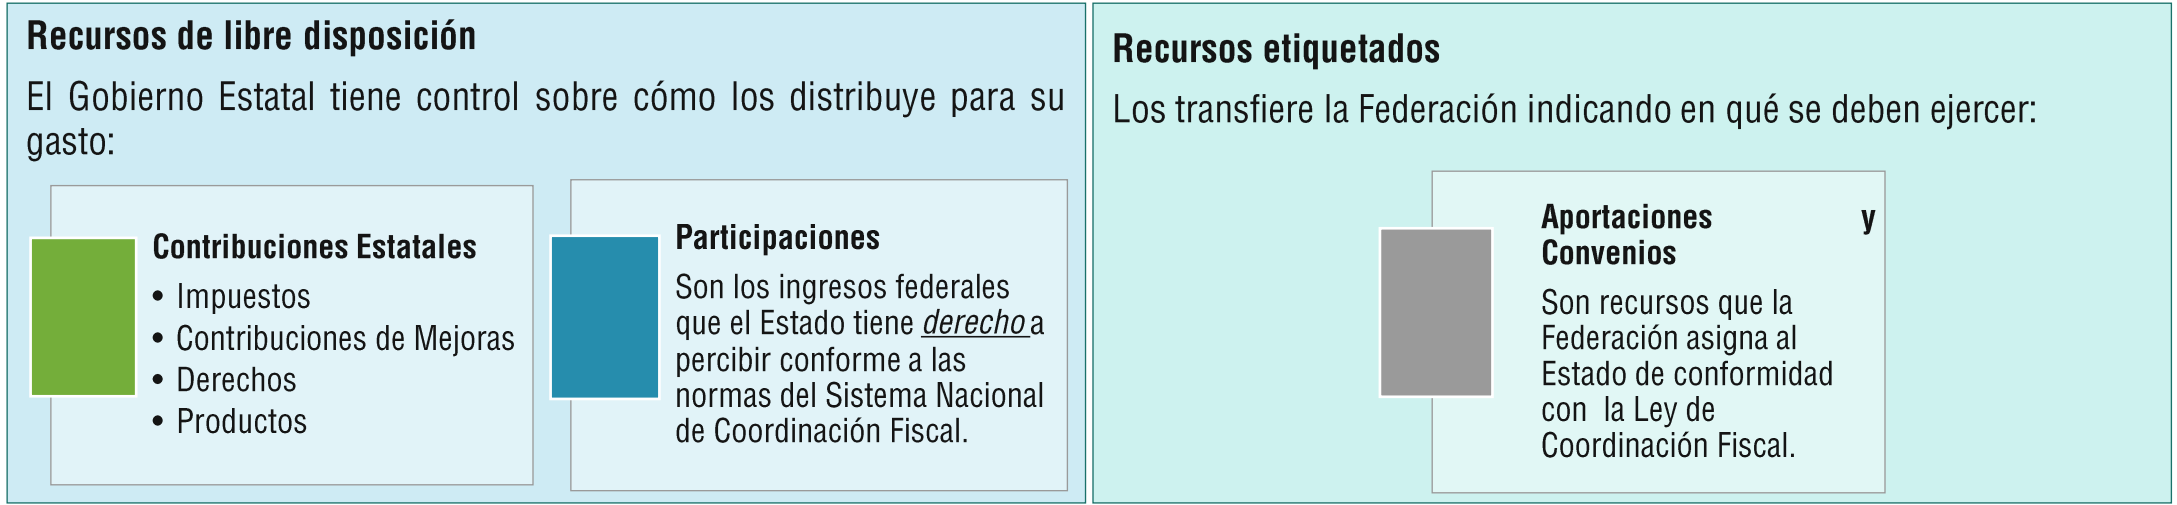 Recursos de libre disposición
El Gobierno Estatal tiene control sobre cómo los distribuye para su
gasto:
Contribuciones Estatales
• Impuestos
• Contribuciones de Mejoras
• Derechos
• Productos
Participaciones
Son los ingresos federales
que el Estado tiene derecho a
percibir conforme a las
normas del Sistema Nacional
de Coordinación Fiscal.
Recursos etiquetados
Los transfiere la Federación indicando en qué se deben ejercer:
Aportaciones y
Convenios
Son recursos que la
Federación asigna al
Estado de conformidad
con la Ley de
Coordinación Fiscal.